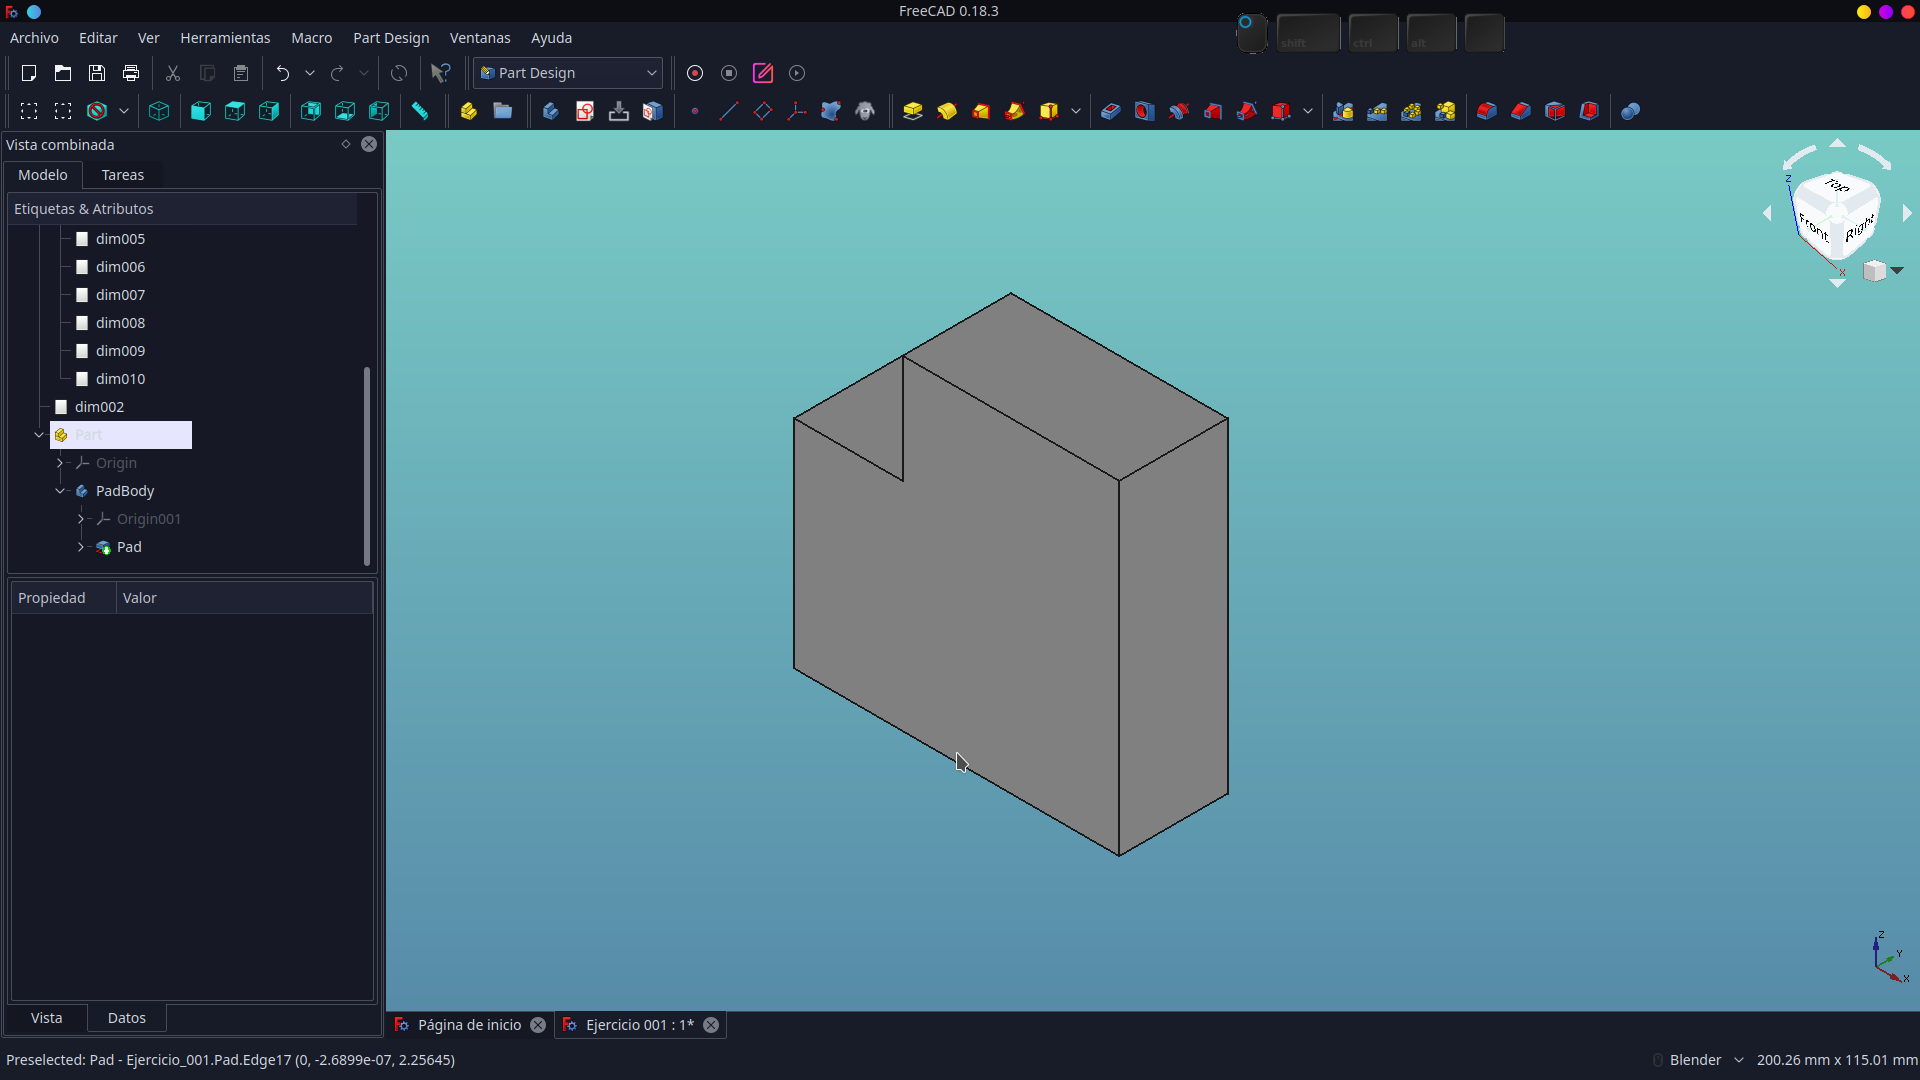 FreeCAD 0.18.3
Archivo Editar Ver Herramientas Macro Part Design Ventanas Ayuda
shift ctrl alt
Part Design
Vista combinada
Modelo Tareas
Etiquetas & Atributos
dim005
dim006
dim007
dim008
dim009
dim010
dim002
Part
Origin
PadBody
Origin001
Pad
Propiedad Valor
Vista Datos
Top
Front Right
Z
X
Z
Y
X
Página de inicio Ejercicio 001 : 1*
Preselected: Pad - Ejercicio_001.Pad.Edge17 (0, -2.6899e-07, 2.25645)
Blender 200.26 mm x 115.01 mm